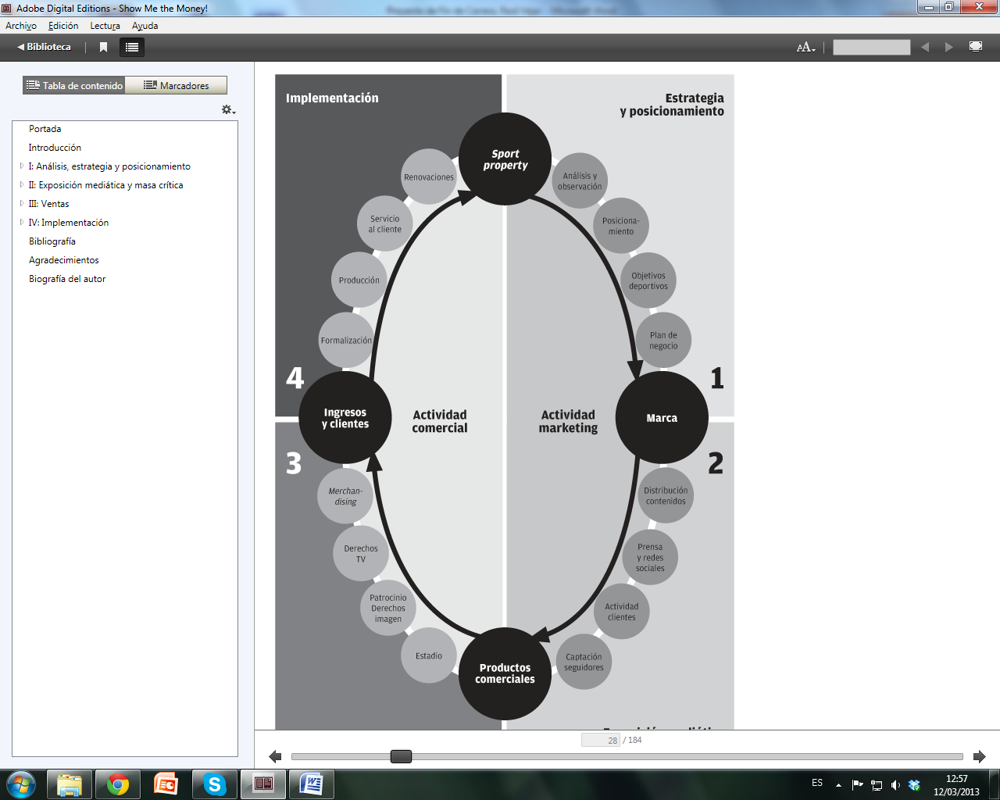 Adobe Digital Editions - Show Me the Money!
Archivo Edición Lectura Ayuda
Biblioteca
AA
Tabla de contenido
Marcadores
Portada
Introducción
I: Análisis, estrategia y posicionamiento
II: Exposición mediática y masa crítica
III: Ventas
IV: Implementación
Bibliografía
Agradecimientos
Biografía del autor
Implementación
Estrategia
y posicionamiento
Sport
property
Renovaciones
Servicio
al cliente
Producción
Formalización
Análisis y
observación
Posiciona-
miento
Objetivos
deportivos
Plan de
negocio
4
1
Ingresos
y clientes
Actividad
comercial
Actividad
marketing
Marca
3
2
Merchan-
dising
Derechos
TV
Patrocinio
Derechos
imagen
Estadio
Distribución
contenidos
Prensa
y redes
sociales
Actividad
clientes
Captación
seguidores
Productos
comerciales
28 / 184
ES
12:57
12/03/2013